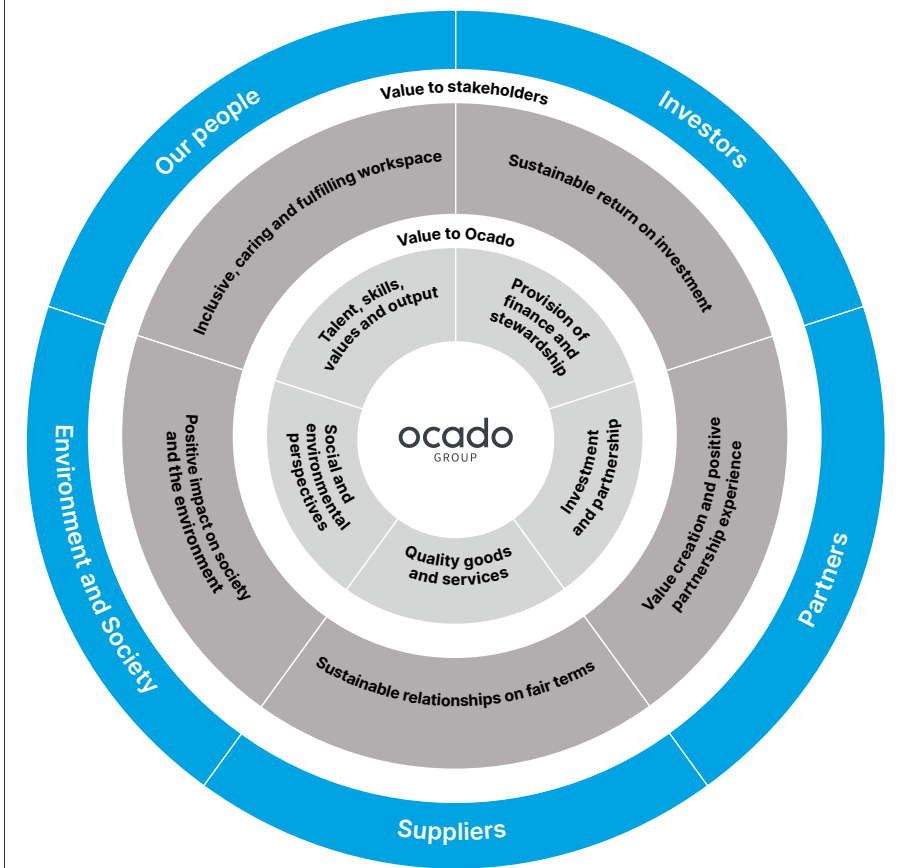 Our people
Investors
Partners
Suppliers
Environment and Society
Value to stakeholders
Inclusive, caring and fulfilling workspace
Sustainable return on investment
Value creation and positive
partnership experience
Sustainable relationships on fair terms
Positive impact on society
and the environment
Value to Ocado
Talent, skills,
values and output
Provision of
finance and
stewardship
Investment
and partnership
Quality goods
and services
Social and
environmental
perspectives
ocado
GROUP